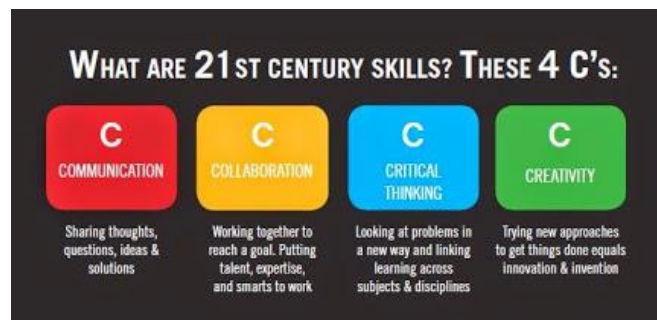 WHAT ARE 21ST CENTURY SKILLS? THESE 4 C'S:
C
COMMUNICATION
Sharing thoughts,
questions, ideas &
solutions
C
COLLABORATION
Working together to
reach a goal. Putting
talent, expertise,
and smarts to work
C
CRITICAL
THINKING
Looking at problems in
a new way and linking
learning across
subjects & disciplines
C
CREATIVITY
Trying new approaches
to get things done equals
innovation & invention